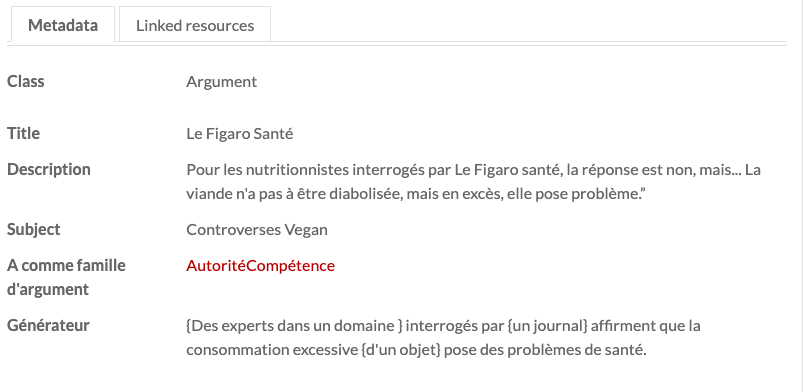 Metadata
Linked resources
Class
Argument
Title
Le Figaro Santé
Description
Pour les nutritionnistes interrogés par Le Figaro santé, la réponse est non, mais... La
viande n'a pas à être diabolisée, mais en excès, elle pose problème.”
Subject
Controverses Vegan
A comme famille
d'argument
AutoritéCompétence
Générateur
{Des experts dans un domaine } interrogés par {un journal} affirment que la
consommation excessive {d'un objet} pose des problèmes de santé.